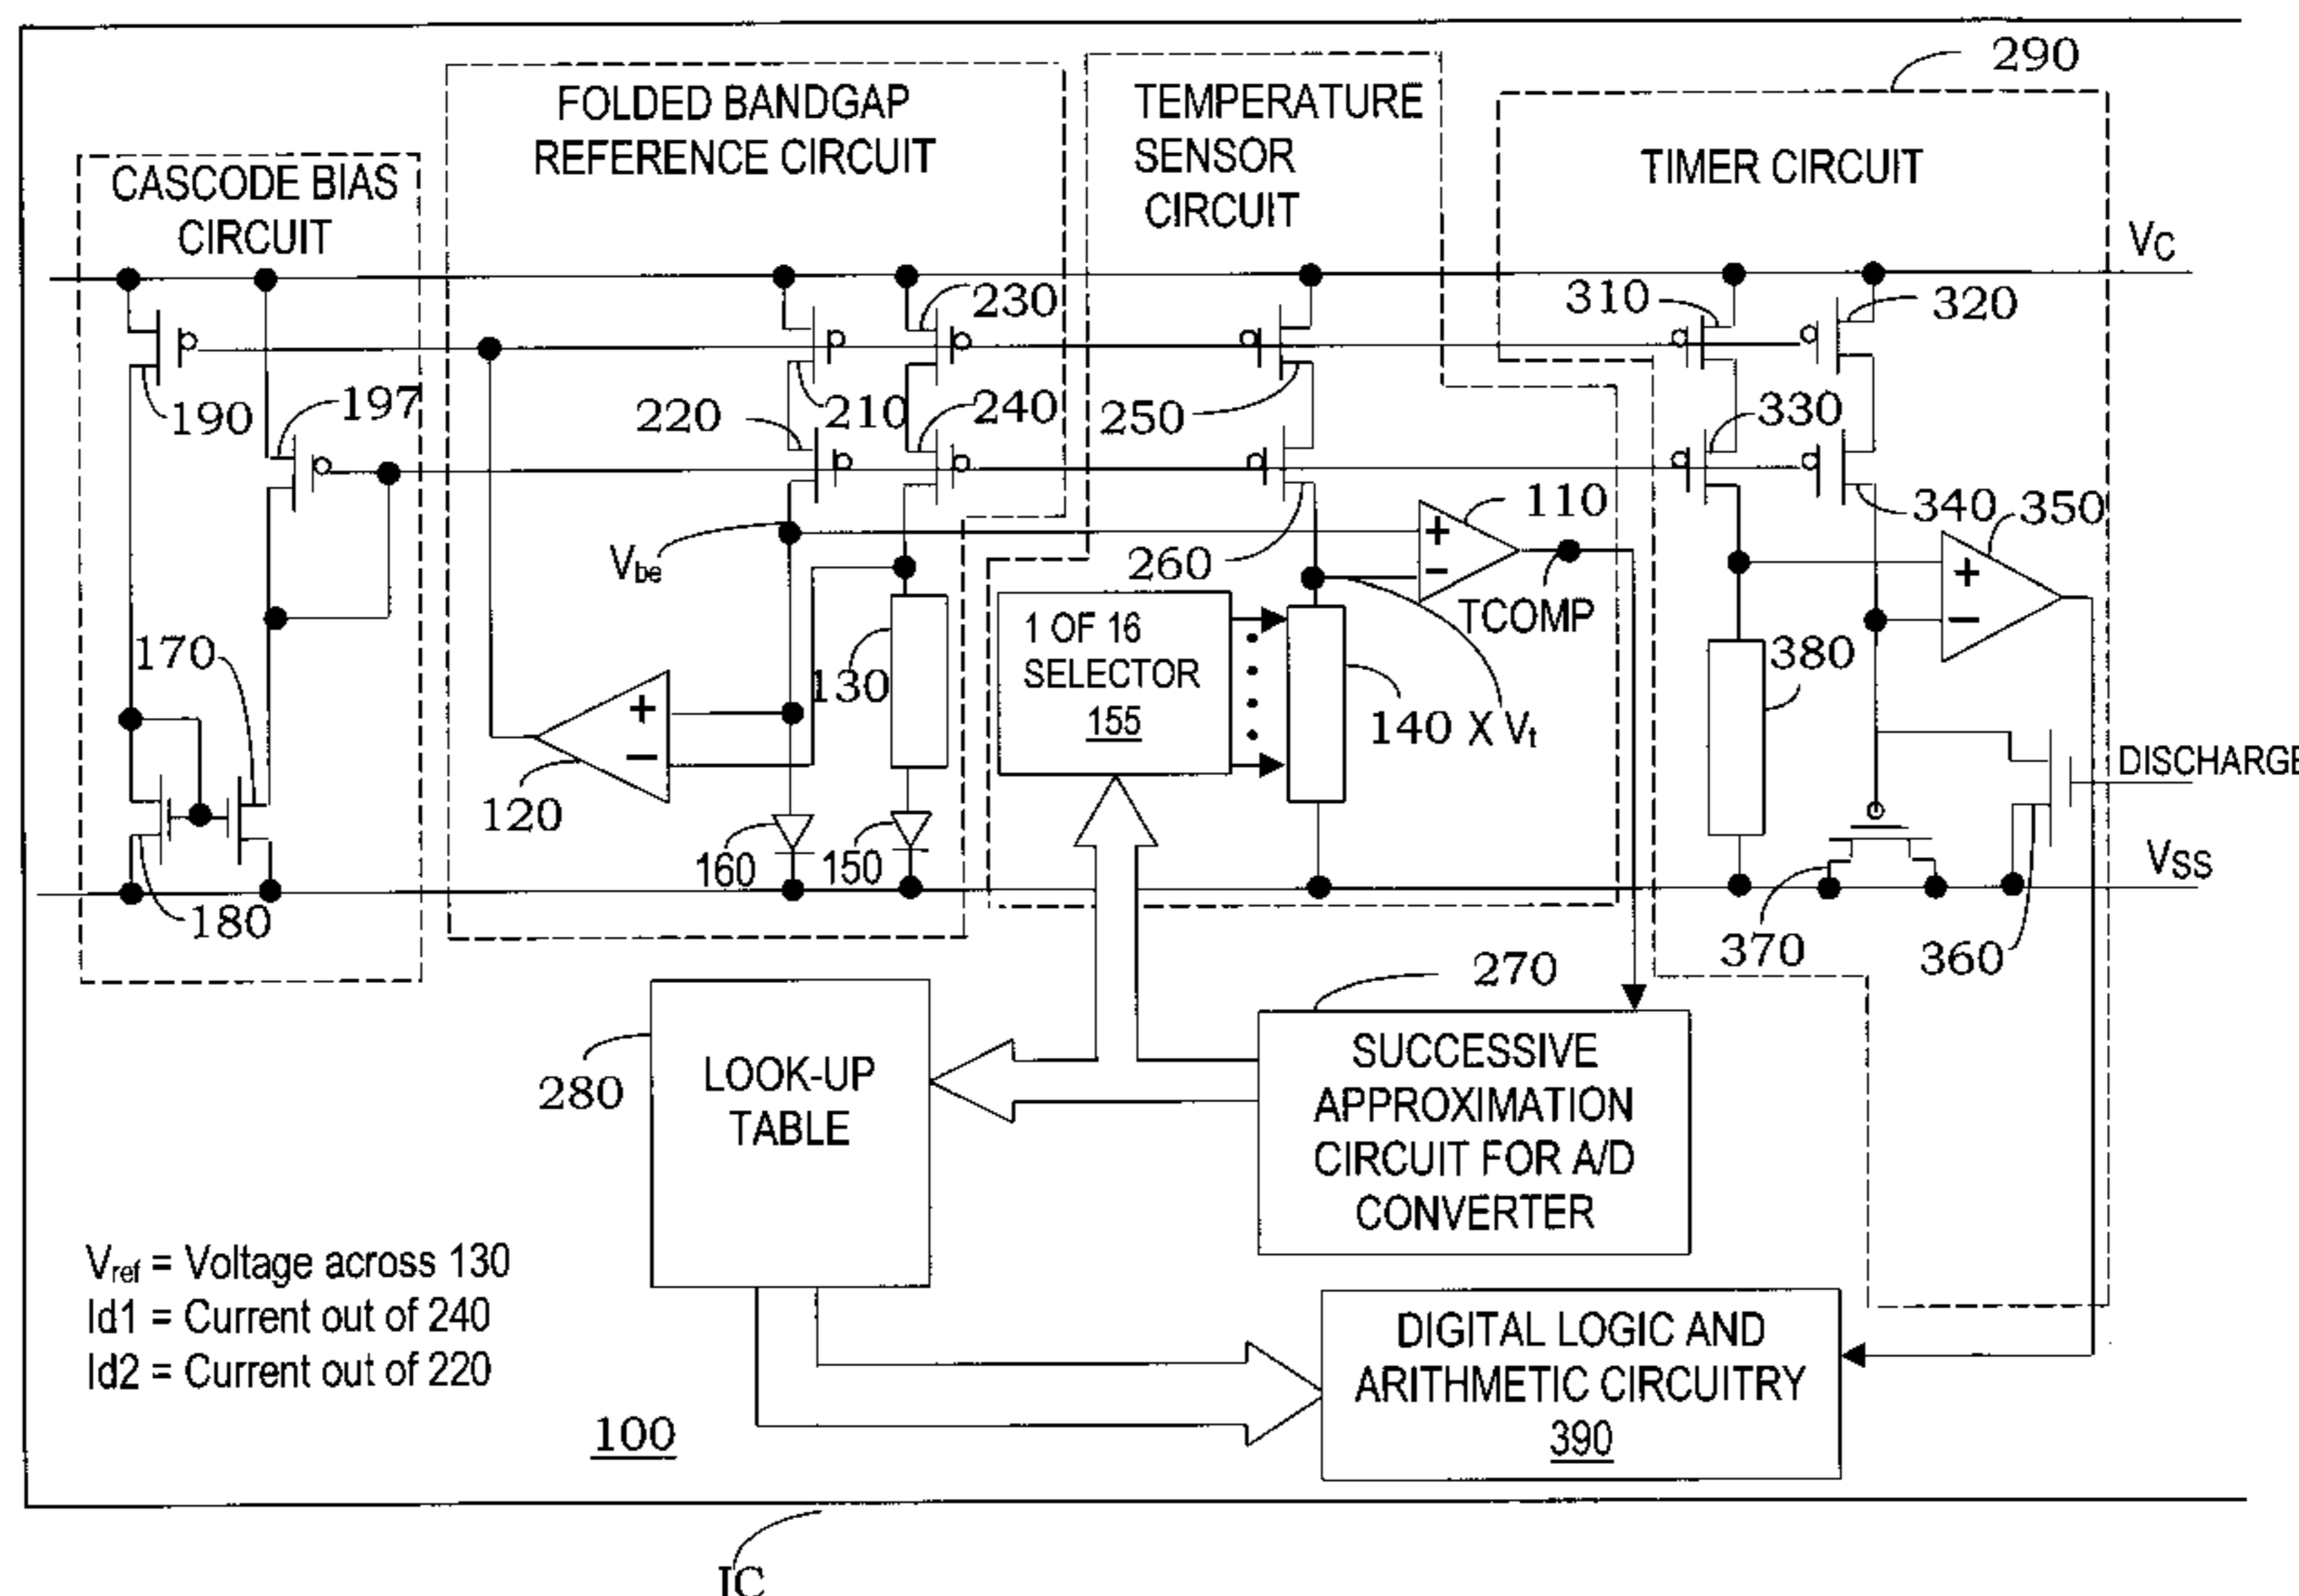 290
FOLDED BANDGAP
REFERENCE CIRCUIT
TEMPERATURE
SENSOR
CIRCUIT
TIMER CIRCUIT
CASCODE BIAS
CIRCUIT
VC
230
310
320
190
197
220
210
240
250
330
340
350
Vbe
260
110
TCOMP
170
130
1 OF 16
SELECTOR
155
140 X Vt
380
DISCHARGE
120
160
150
180
VSS
370
360
270
280
LOOK-UP
TABLE
SUCCESSIVE
APPROXIMATION
CIRCUIT FOR A/D
CONVERTER
Vref = Voltage across 130
Id1 = Current out of 240
Id2 = Current out of 220
100
DIGITAL LOGIC AND
ARITHMETIC CIRCUITRY
390
IC
+
−
+
−
+
−